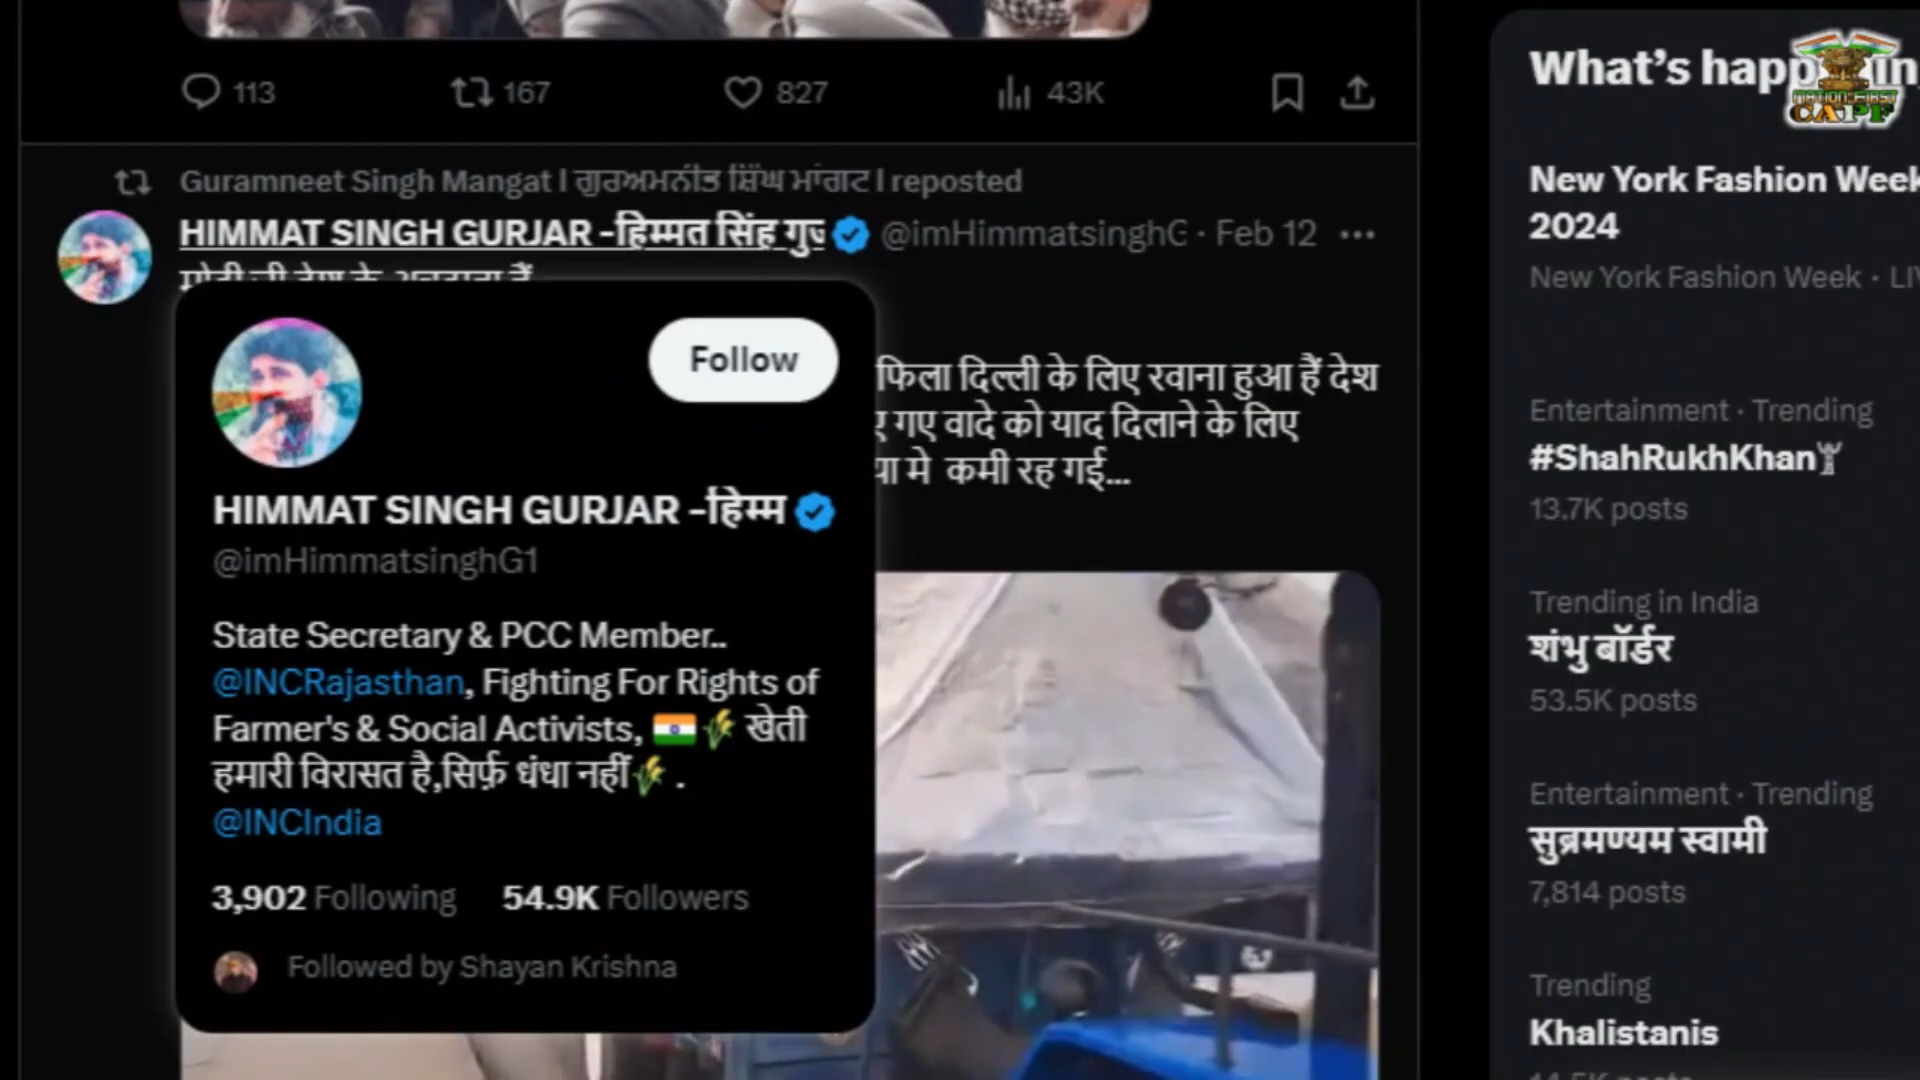 113 167 827 43K
Guramneet Singh Mangat | ਗੁਰਅਮਨੀਤ ਸਿੰਘ ਮਾਂਗਟ | reposted
HIMMAT SINGH GURJAR -हिम्मत सिंह गुज @imHimmatsinghG · Feb 12
Follow
फिला दिल्ली के लिए रवाना हुआ हैं देश
गए वादे को याद दिलाने के लिए
मे कमी रह गई...
HIMMAT SINGH GURJAR -हिम्म
@imHimmatsinghG1
State Secretary & PCC Member..
@INCRajasthan, Fighting For Rights of
Farmer's & Social Activists, 🇮🇳🌾 खेती
हमारी विरासत है,सिर्फ़ धंधा नहीं🌾 .
@INCIndia
3,902 Following 54.9K Followers
Followed by Shayan Krishna
What's happ in
NATION FIRST
CAPF
New York Fashion Week
2024
New York Fashion Week · LIV
Entertainment · Trending
#ShahRukhKhan
13.7K posts
Trending in India
शंभु बॉर्डर
53.5K posts
Entertainment · Trending
सुब्रमण्यम स्वामी
7,814 posts
Trending
Khalistanis